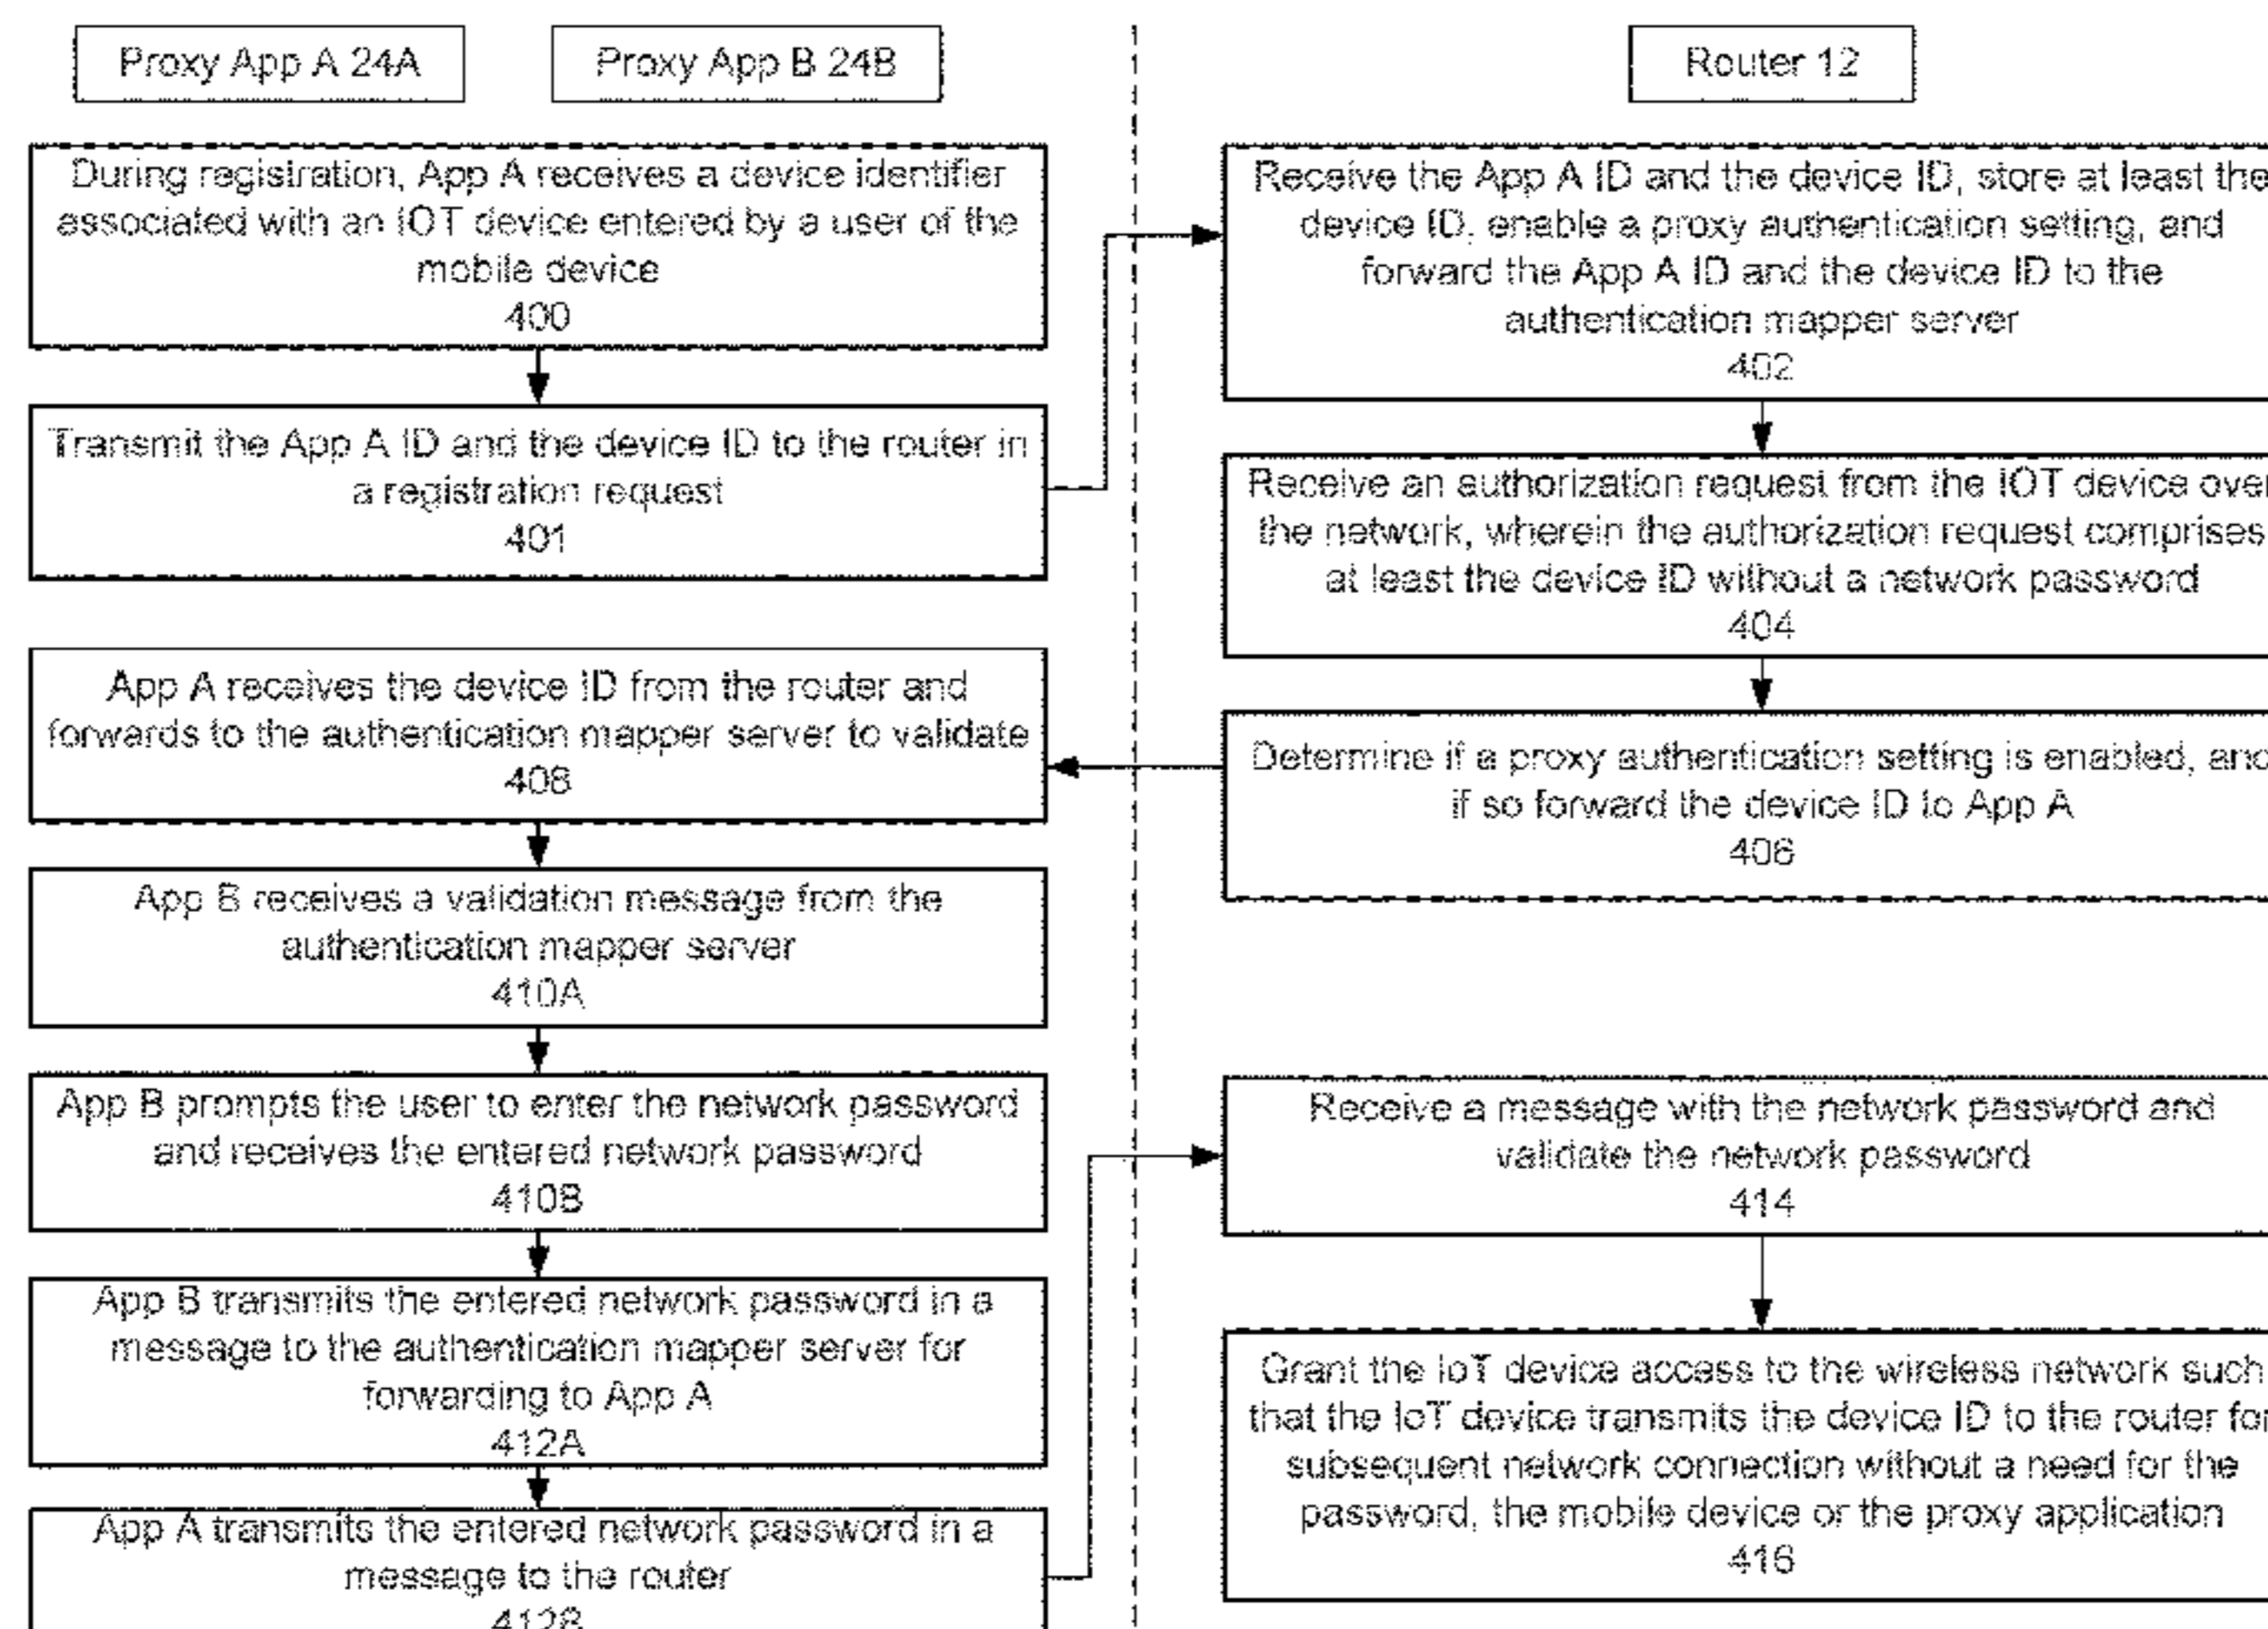 Proxy App A 24A
Proxy App B 24B
Router 12
During registration, App A receives a device identifier
associated with an IOT device entered by a user of the
mobile device
400
Transmit the App A ID and the device ID to the router in
a registration request
401
Receive the App A ID and the device ID, store at least the
device ID, enable a proxy authentication setting, and
forward the App A ID and the device ID to the
authentication mapper server
402
Receive an authorization request from the IOT device over
the network, wherein the authorization request comprises
at least the device ID without a network password
404
Determine if a proxy authentication setting is enabled, and
if so forward the device ID to App A
406
App A receives the device ID from the router and
forwards to the authentication mapper server to validate
408
App B receives a validation message from the
authentication mapper server
410A
App B prompts the user to enter the network password
and receives the entered network password
410B
App B transmits the entered network password in a
message to the authentication mapper server for
forwarding to App A
412A
App A transmits the entered network password in a
message to the router
412B
Receive a message with the network password and
validate the network password
414
Grant the IoT device access to the wireless network such
that the IoT device transmits the device ID to the router for
subsequent network connection without a need for the
password, the mobile device or the proxy application
416